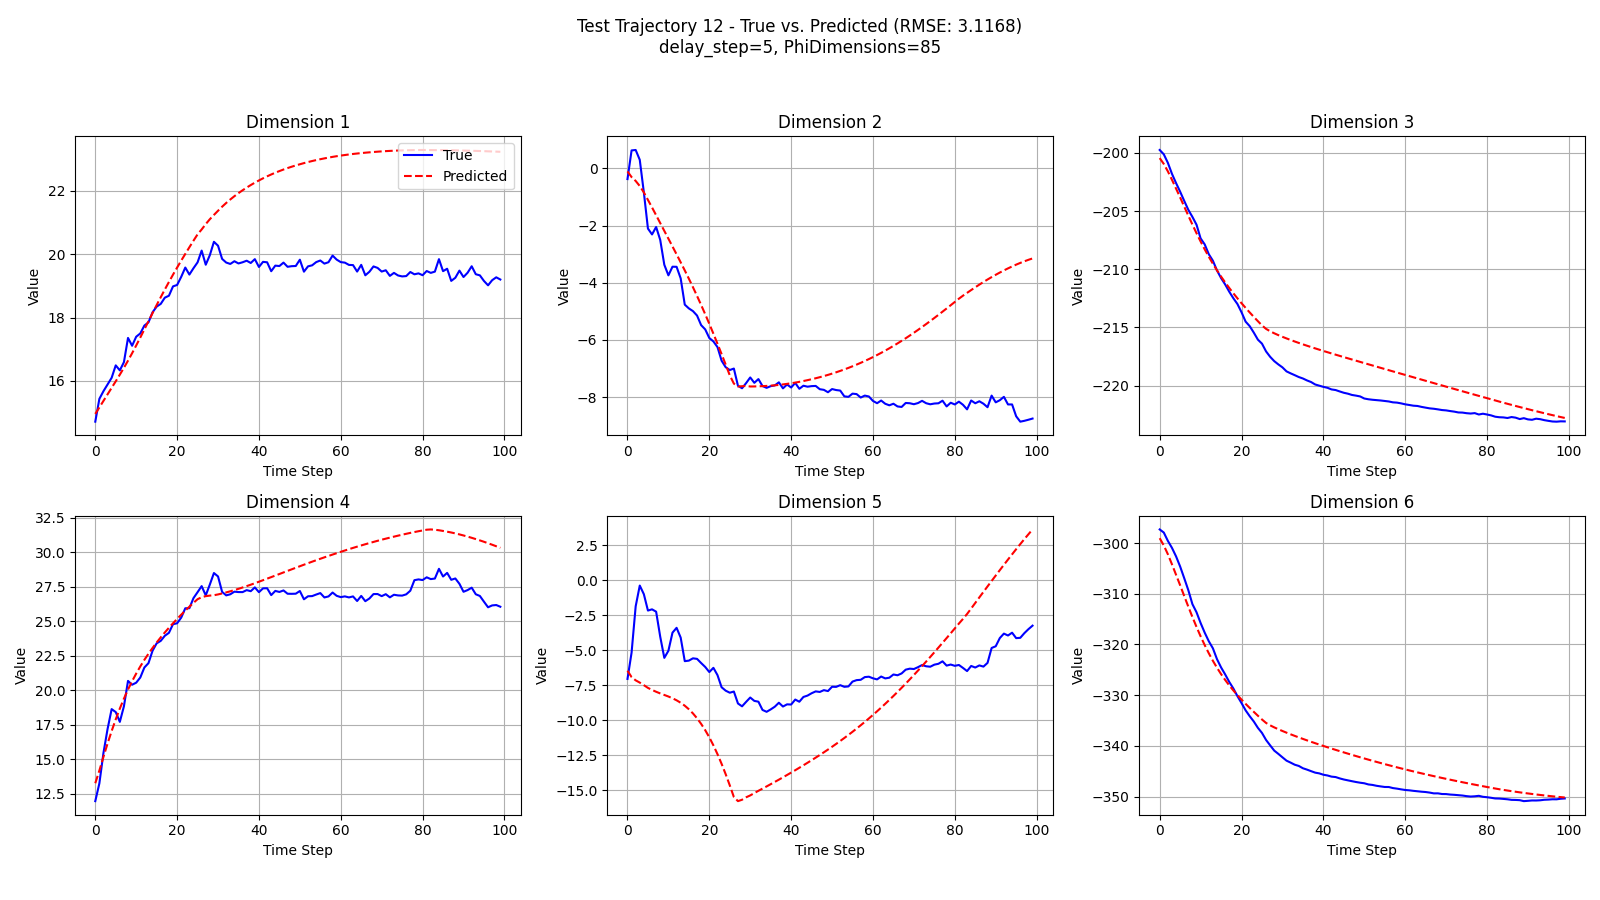 Test Trajectory 12 - True vs. Predicted (RMSE: 3.1168)
delay_step=5, PhiDimensions=85
Dimension 1
Value
22
20
18
16
True
Predicted
0 20 40 60 80 100
Time Step
Dimension 2
Value
0
−2
−4
−6
−8
0 20 40 60 80 100
Time Step
Dimension 3
Value
−200
−205
−210
−215
−220
0 20 40 60 80 100
Time Step
Dimension 4
Value
32.5
30.0
27.5
25.0
22.5
20.0
17.5
15.0
12.5
0 20 40 60 80 100
Time Step
Dimension 5
Value
2.5
0.0
−2.5
−5.0
−7.5
−10.0
−12.5
−15.0
0 20 40 60 80 100
Time Step
Dimension 6
Value
−300
−310
−320
−330
−340
−350
0 20 40 60 80 100
Time Step